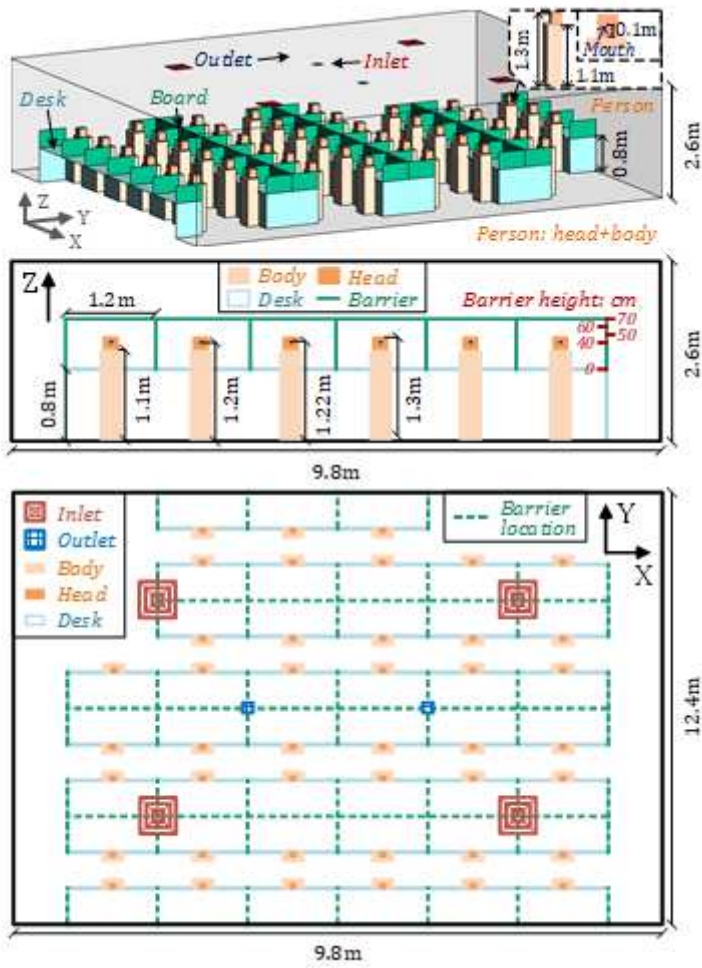 Outlet
Inlet
Desk
Board
1.3m
0.1m
Mouth
1.1m
Person
0.8m
2.6m
Z
Y
X
Person: head+body
Z
1.2m
Body
Head
Desk
Barrier
Barrier height: cm
70
60
50
40
0
0.8m
1.1m
1.2m
1.22m
1.3m
2.6m
9.8m
Inlet
Outlet
Body
Head
Desk
Barrier
location
Y
X
12.4m
9.8m